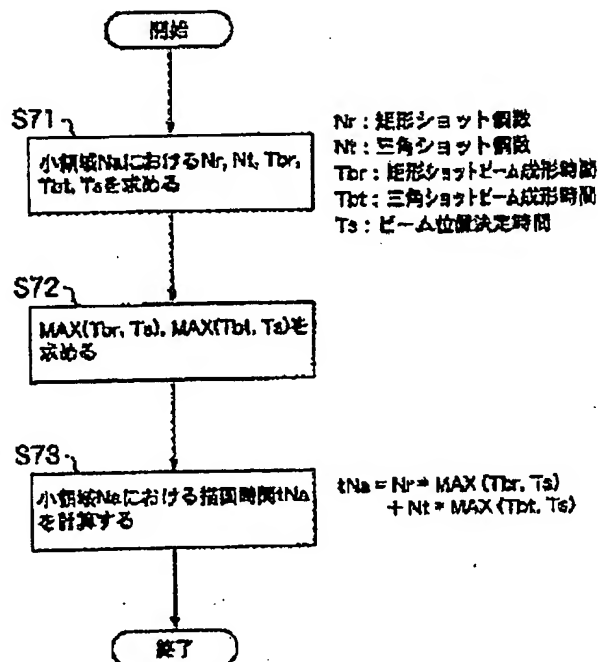 開始
S71
小領域NaにおけるNr, Nt, Tbr,
Tbt, Tsを求める
Nr：矩形ショット個数
Nt：三角ショット個数
Tbr：矩形ショットビーム成形時間
Tbt：三角ショットビーム成形時間
Ts：ビーム位置決定時間
S72
MAX(Tbr, Ts), MAX(Tbt, Ts)を
求める
S73
小領域Naにおける描画時間tNa
を計算する
tNa = Nr * MAX (Tbr, Ts)
+ Nt * MAX (Tbt, Ts)
終了